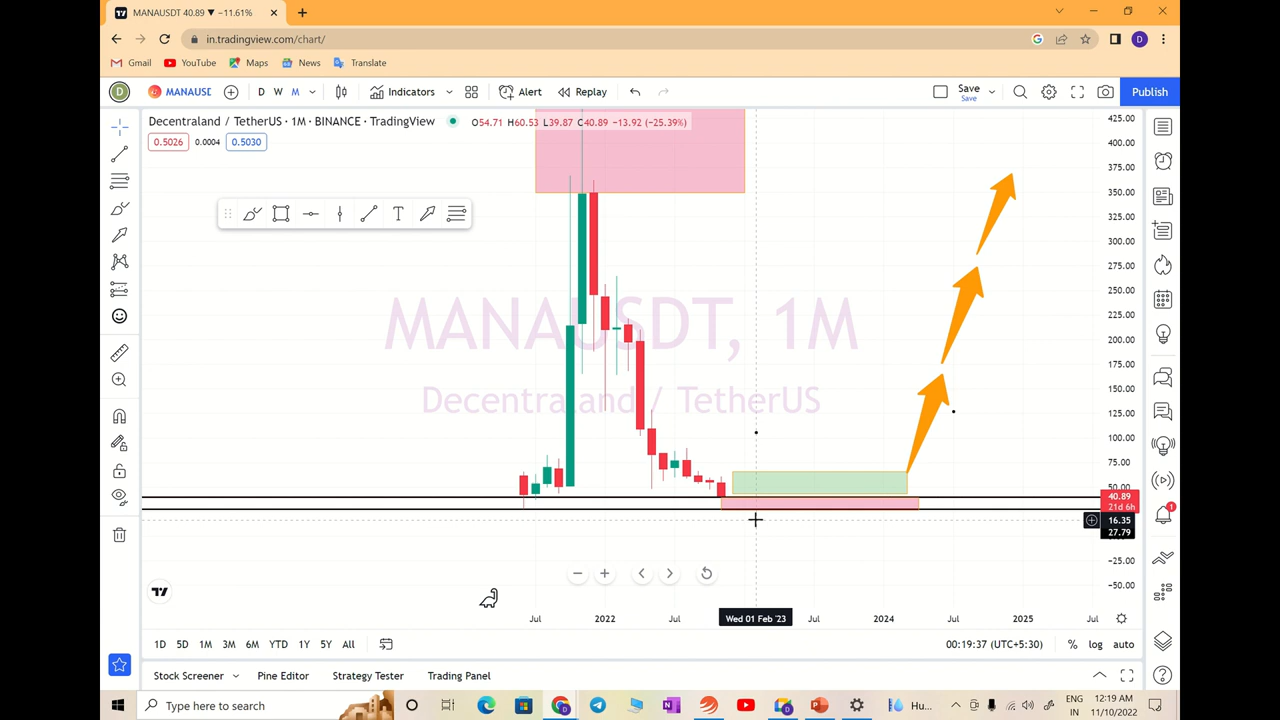 MANAUSDT 40.89 ▼ −11.61%
in.tradingview.com/chart/
D
Gmail YouTube Maps News Translate
D MANAUSE D W M Indicators Alert Replay Save Save Publish
Decentraland / TetherUS · 1M · BINANCE · TradingView O54.71 H60.53 L39.87 C40.89 −13.92 (−25.39%)
0.5026 0.0004 0.5030
T
MANAUSDT, 1M
Decentraland / TetherUS
425.00
400.00
375.00
350.00
325.00
300.00
275.00
250.00
225.00
200.00
175.00
150.00
125.00
100.00
75.00
50.00
40.89
21d 6h
16.35
27.79
−25.00
−50.00
1
Jul 2022 Jul Wed 01 Feb '23 Jul 2024 Jul 2025 Jul
1D 5D 1M 3M 6M YTD 1Y 5Y All 00:19:37 (UTC+5:30) % log auto
Stock Screener Pine Editor Strategy Tester Trading Panel
Type here to search Hu... ENG 12:19 AM
IN 11/10/2022